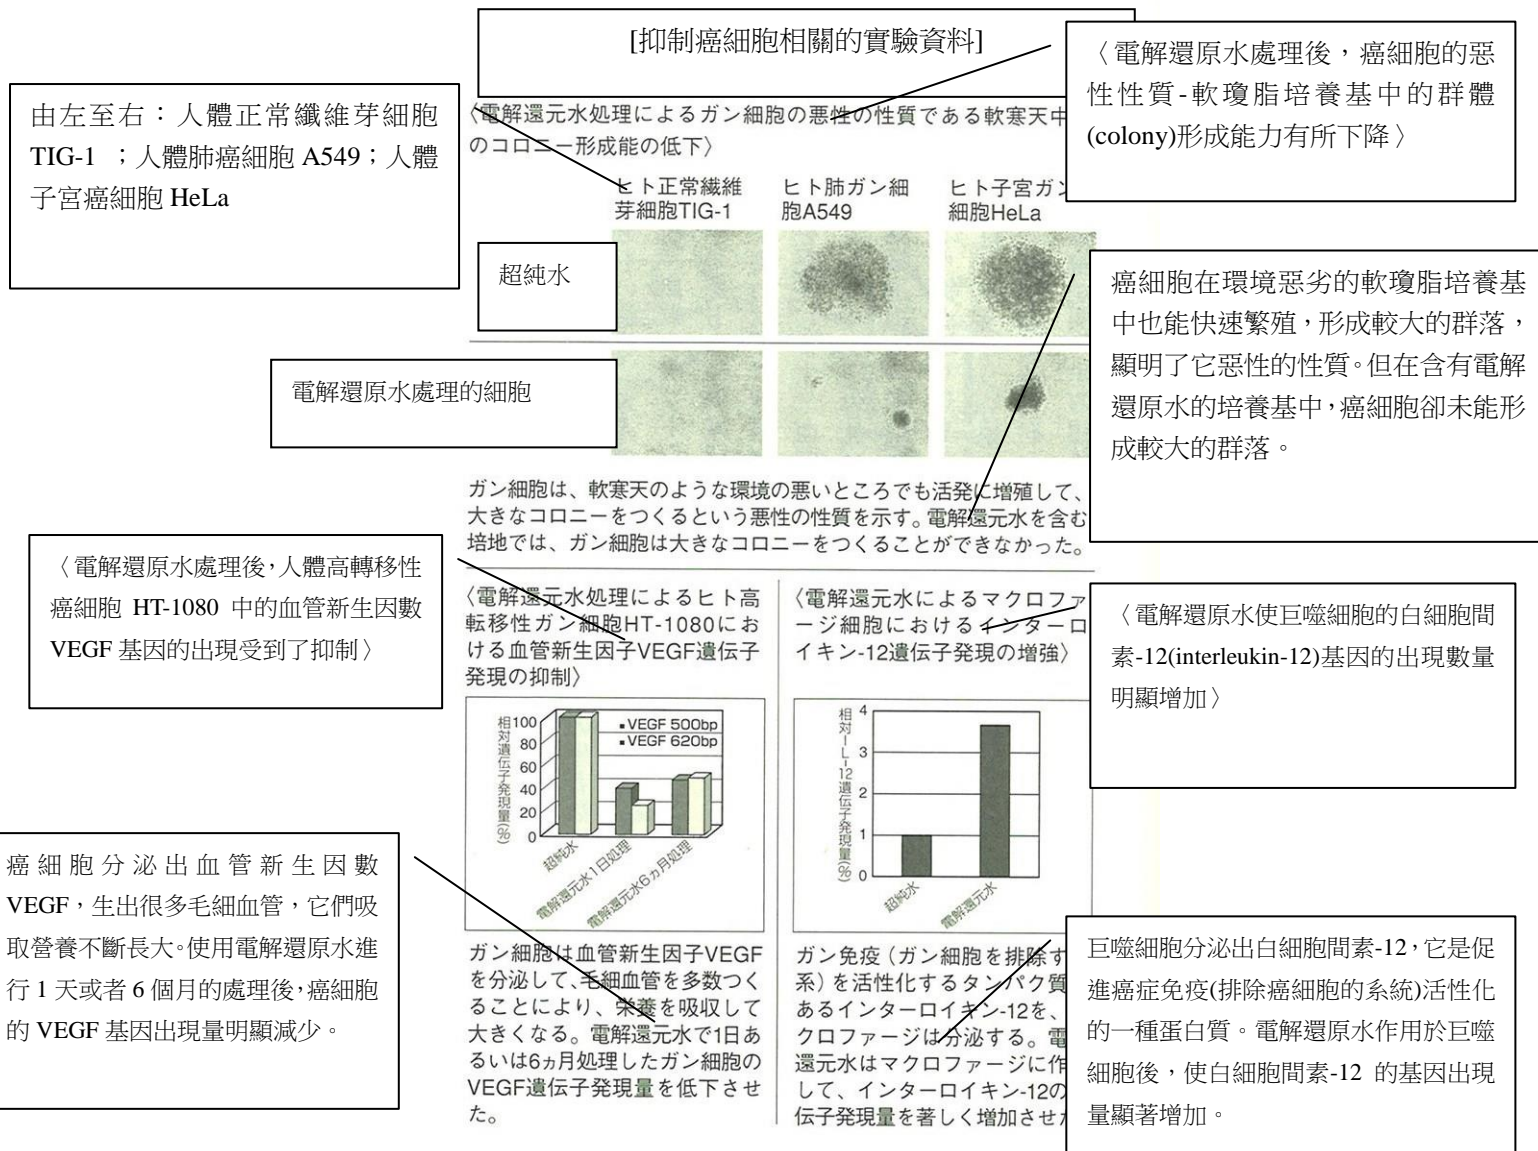 [抑制癌細胞相關的實驗資料]
〈電解還原水處理後，癌細胞的惡
性性質-軟瓊脂培養基中的群體
(colony)形成能力有所下降〉
由左至右：人體正常纖維芽細胞
TIG-1 ；人體肺癌細胞 A549；人體
子宮癌細胞 HeLa
〈電解還元水処理によるガン細胞の悪性の性質である軟寒天中
のコロニー形成能の低下〉
ヒト正常繊維
芽細胞TIG-1
ヒト肺ガン細
胞A549
ヒト子宮ガン
細胞HeLa
超純水
電解還原水處理的細胞
癌細胞在環境惡劣的軟瓊脂培養基
中也能快速繁殖，形成較大的群落，
顯明了它惡性的性質。但在含有電解
還原水的培養基中，癌細胞卻未能形
成較大的群落。
ガン細胞は、軟寒天のような環境の悪いところでも活発に増殖して、
大きなコロニーをつくるという悪性の性質を示す。電解還元水を含む
培地では、ガン細胞は大きなコロニーをつくることができなかった。
〈電解還原水處理後，人體高轉移性
癌細胞 HT-1080 中的血管新生因數
VEGF 基因的出現受到了抑制〉
〈電解還元水処理によるヒト高
転移性ガン細胞HT-1080にお
ける血管新生因子VEGF遺伝子
発現の抑制〉
相対遺伝子発現量(%)
100
80
60
40
20
0
VEGF 500bp
VEGF 620bp
超純水
電解還元水1日処理
電解還元水6ヵ月処理
癌細胞分泌出血管新生因數
VEGF，生出很多毛細血管，它們吸
取營養不斷長大。使用電解還原水進
行 1 天或者 6 個月的處理後，癌細胞
的 VEGF 基因出現量明顯減少。
ガン細胞は血管新生因子VEGF
を分泌して、毛細血管を多数つく
ることにより、栄養を吸収して
大きくなる。電解還元水で1日あ
るいは6ヵ月処理したガン細胞の
VEGF遺伝子発現量を低下させ
た。
〈電解還元水によるマクロファ
ージ細胞におけるインターロ
イキン-12遺伝子発現の増強〉
〈電解還原水使巨噬細胞的白細胞間
素-12(interleukin-12)基因的出現數量
明顯增加〉
相対IL-12遺伝子発現量(%)
4
3
2
1
0
超純水
電解還元水
ガン免疫（ガン細胞を排除す
系）を活性化するタンパク質
あるインターロイキン-12を、
クロファージは分泌する。電
還元水はマクロファージに作
して、インターロイキン-12の
伝子発現量を著しく増加させ
巨噬細胞分泌出白細胞間素-12，它是促
進癌症免疫(排除癌細胞的系統)活性化
的一種蛋白質。電解還原水作用於巨噬
細胞後，使白細胞間素-12 的基因出現
量顯著增加。